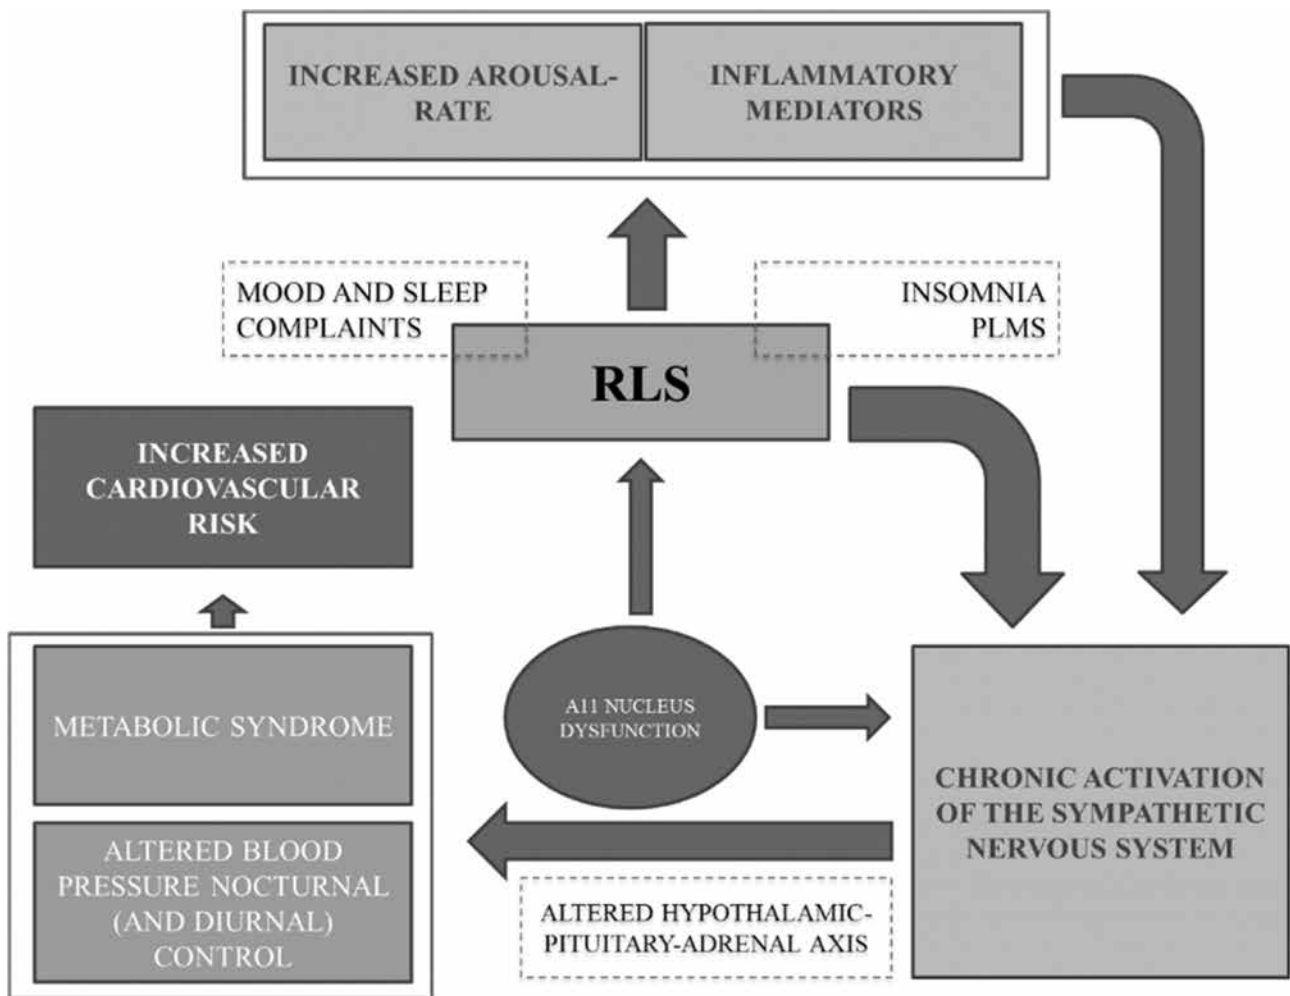 INCREASED AROUSAL-
RATE
INFLAMMATORY
MEDIATORS
MOOD AND SLEEP
COMPLAINTS
INSOMNIA
PLMS
RLS
INCREASED
CARDIOVASCULAR
RISK
METABOLIC SYNDROME
A11 NUCLEUS
DYSFUNCTION
CHRONIC ACTIVATION
OF THE SYMPATHETIC
NERVOUS SYSTEM
ALTERED BLOOD
PRESSURE NOCTURNAL
(AND DIURNAL)
CONTROL
ALTERED HYPOTHALAMIC-
PITUITARY-ADRENAL AXIS